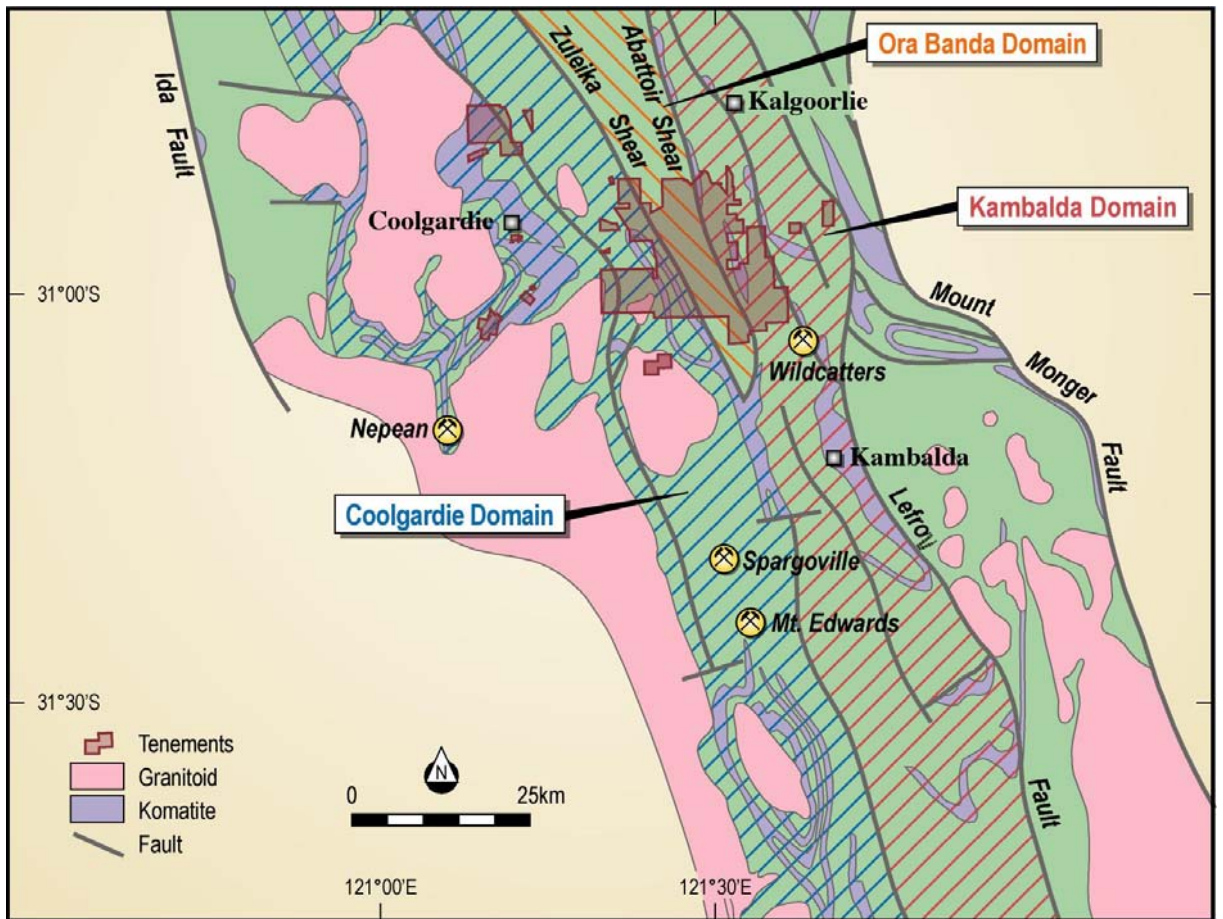 Ora Banda Domain
Zuleika
Shear
Abattoir
Shear
Kalgoorlie
Ida
Fault
Kambalda Domain
Coolgardie
31°00'S
Mount
Monger
Fault
Wildcatters
Nepean
Kambalda
Coolgardie Domain
Lefroy
Fault
Spargoville
Mt. Edwards
31°30'S
Tenements
Granitoid
Komatite
Fault
N
0
25km
121°00'E
121°30'E